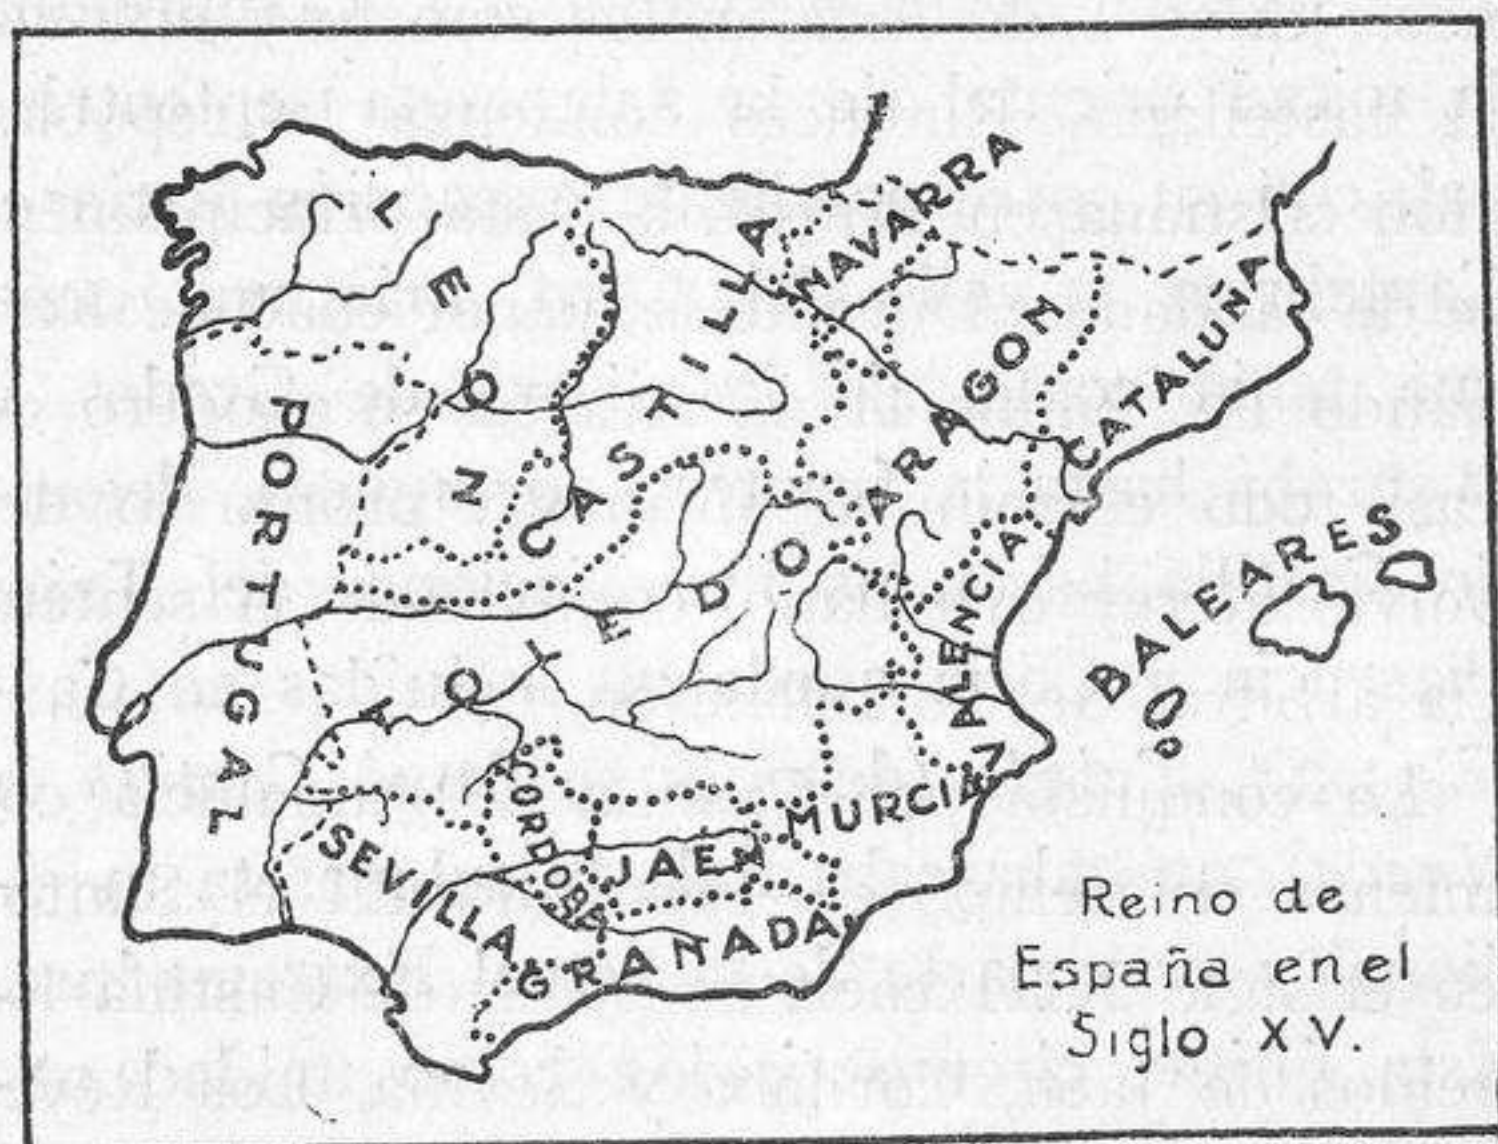 LEON
CASTILLA
NAVARRA
ARAGON
CATALUÑA
PORTUGAL
TOLEDO
VALENCIA
BALEARES
CORDOBA
JAEN
MURCIA
SEVILLA
GRANADA
Reino de
España en el
Siglo XV.